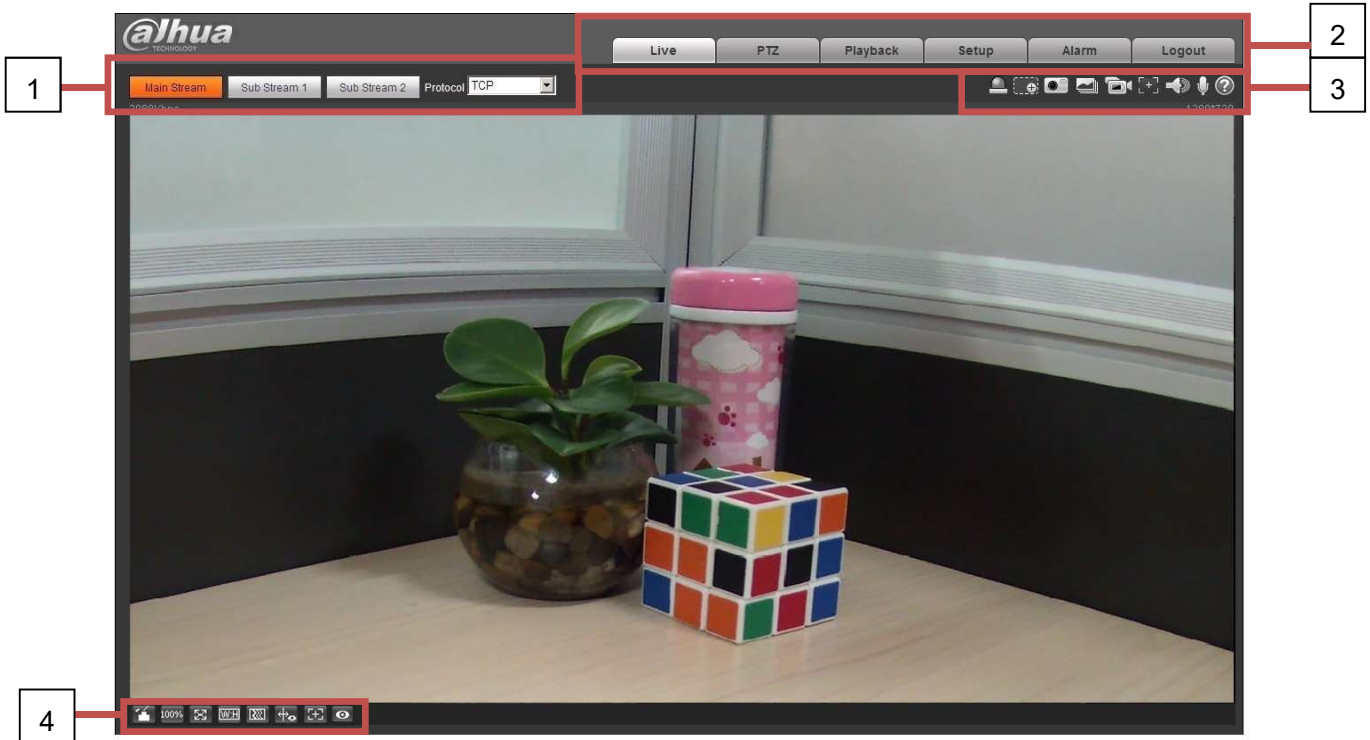 alhua
TECHNOLOGY
2
Live PTZ Playback Setup Alarm Logout
1
Main Stream Sub Stream 1 Sub Stream 2 Protocol TCP
3
4
100% W:H